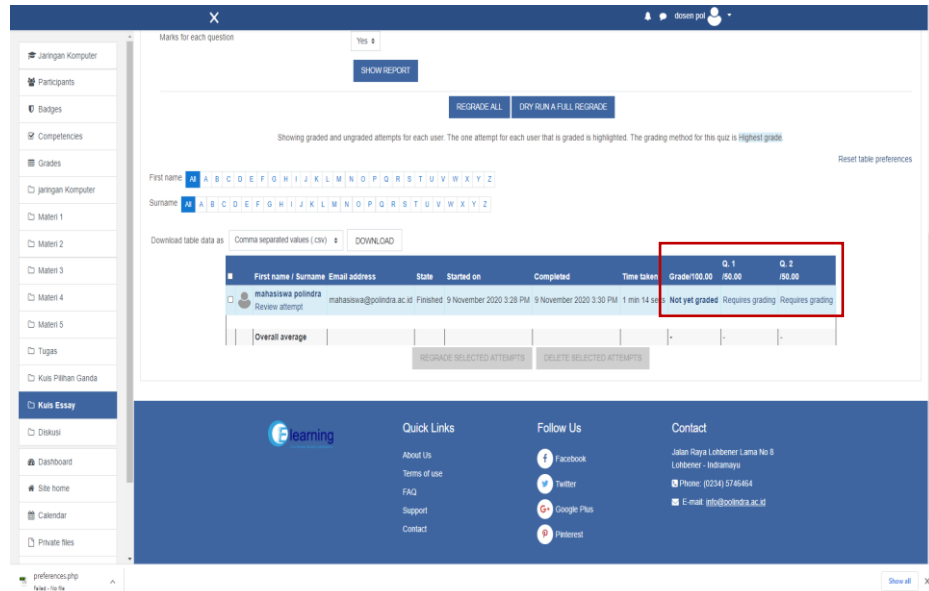 X
dosen pol
Jaringan Komputer
Participants
Badges
Competencies
Grades
jaringan Komputer
Materi 1
Materi 2
Materi 3
Materi 4
Materi 5
Tugas
Kuis Pilihan Ganda
Kuis Essay
Diskusi
Dashboard
Site home
Calendar
Private files
Marks for each question
Yes
SHOW REPORT
REGRADE ALL DRY RUN A FULL REGRADE
Showing graded and ungraded attempts for each user. The one attempt for each user that is graded is highlighted. The grading method for this quiz is Highest grade.
Reset table preferences
First name All A B C D E F G H I J K L M N O P Q R S T U V W X Y Z
Surname All A B C D E F G H I J K L M N O P Q R S T U V W X Y Z
Download table data as Comma separated values (.csv) DOWNLOAD
Q. 1 Q. 2
First name / Surname Email address State Started on Completed Time taken Grade/100.00 /50.00 /50.00
mahasiswa polindra mahasiswa@polindra.ac.id Finished 9 November 2020 3:28 PM 9 November 2020 3:30 PM 1 min 14 secs Not yet graded Requires grading Requires grading
Review attempt
Overall average - - -
REGRADE SELECTED ATTEMPTS DELETE SELECTED ATTEMPTS
Elearning
Quick Links
About Us
Terms of use
FAQ
Support
Contact
Follow Us
Facebook
Twitter
Google Plus
Pinterest
Contact
Jalan Raya Lohbener Lama No 8
Lohbener - Indramayu
Phone: (0234) 5746464
E-mail: info@polindra.ac.id
preferences.php
Failed - No file
Show all X